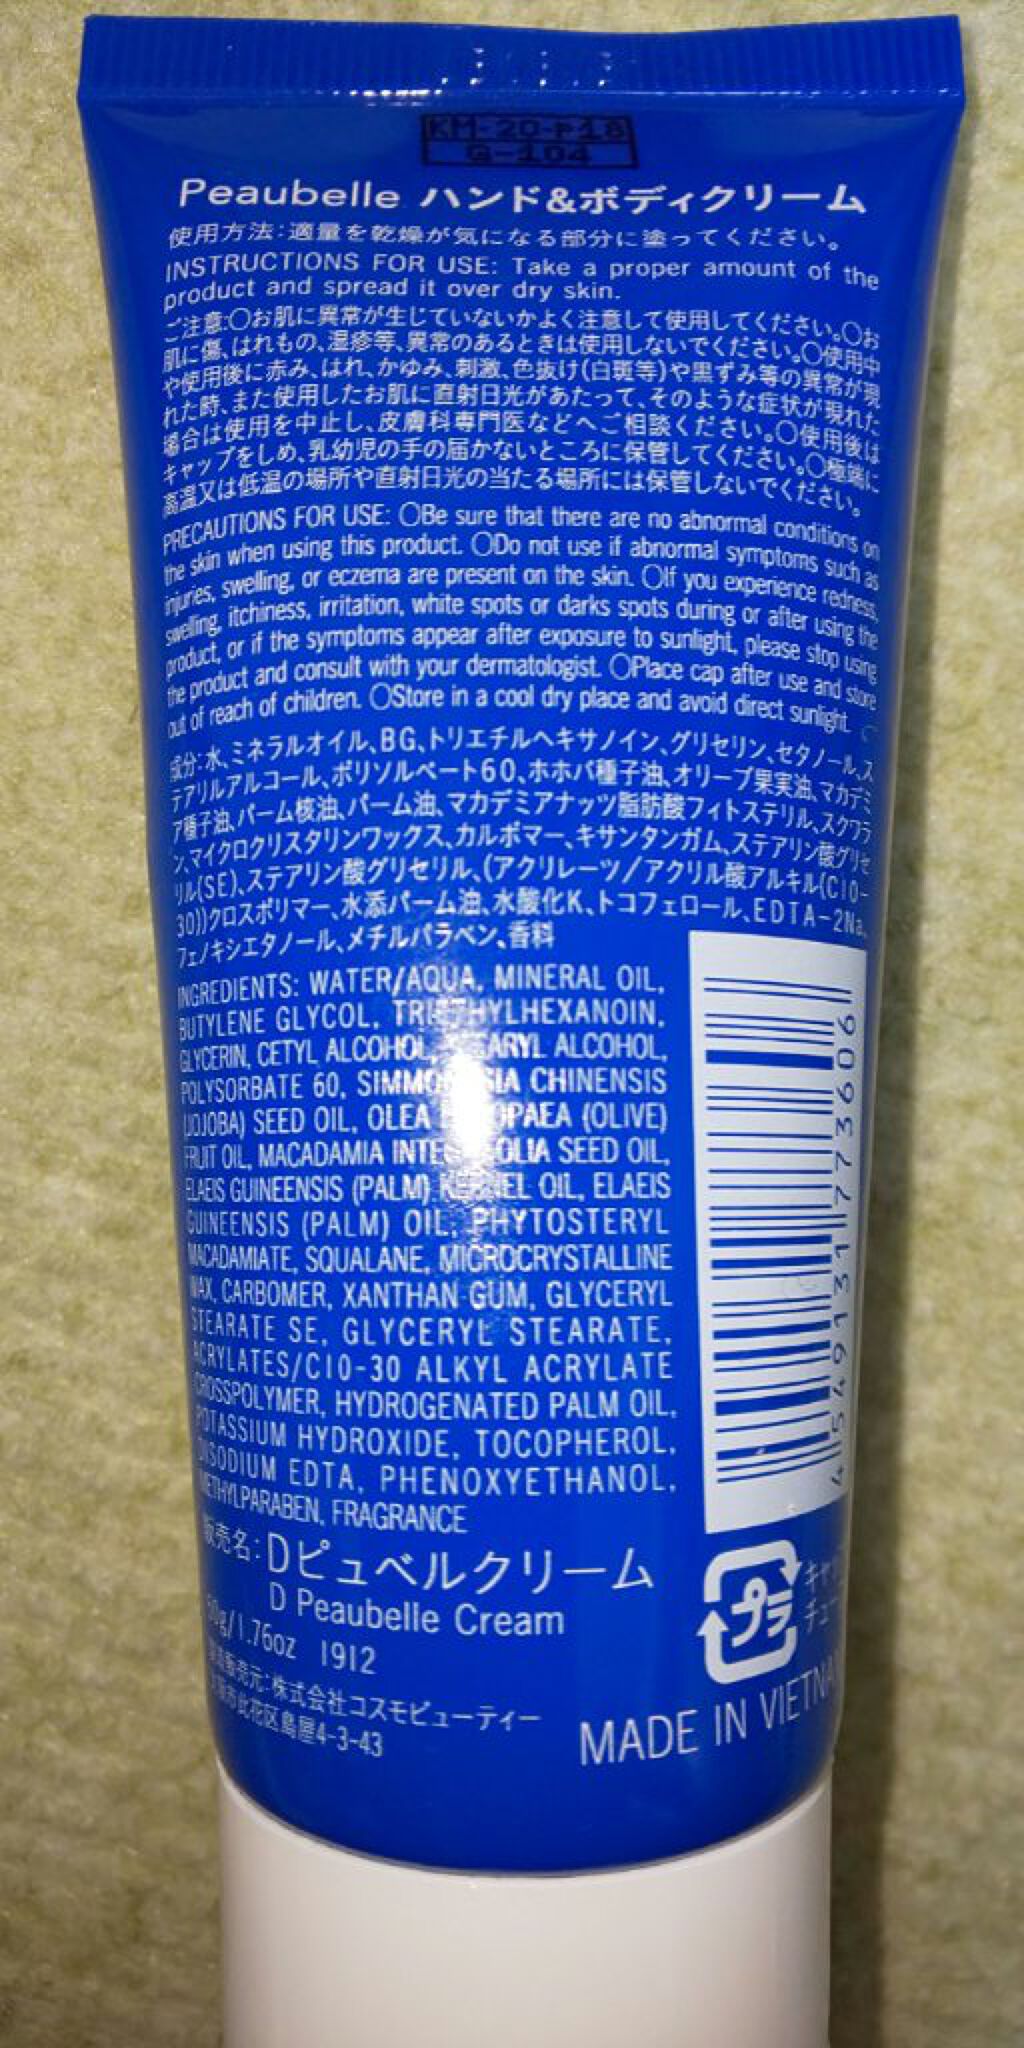 KM-20-P18
G-104
Peaubelle ハンド&ボディクリーム
使用方法:適量を乾燥が気になる部分に塗ってください。
INSTRUCTIONS FOR USE: Take a proper amount of the
product and spread it over dry skin.
ご注意:○お肌に異常が生じていないかよく注意して使用してください。○お
肌に傷、はれもの、湿疹等、異常のあるときは使用しないでください。○使用中
や使用後に赤み、はれ、かゆみ、刺激、色抜け(白斑等)や黒ずみ等の異常が現
れた時、また使用したお肌に直射日光があたって、そのような症状が現れた
場合は使用を中止し、皮膚科専門医などへご相談ください。○使用後は
キャップをしめ、乳幼児の手の届かないところに保管してください。○極端に
高温又は低温の場所や直射日光の当たる場所には保管しないでください。
PRECAUTIONS FOR USE: ○Be sure that there are no abnormal conditions on
the skin when using this product. ○Do not use if abnormal symptoms such as
injuries, swelling, or eczema are present on the skin. ○If you experience redness,
swelling, itchiness, irritation, white spots or darks spots during or after using the
product, or if the symptoms appear after exposure to sunlight, please stop using
the product and consult with your dermatologist. ○Place cap after use and store
out of reach of children. ○Store in a cool dry place and avoid direct sunlight.
成分:水、ミネラルオイル、BG、トリエチルヘキサノイン、グリセリン、セタノール、ス
テアリルアルコール、ポリソルベート60、ホホバ種子油、オリーブ果実油、マカデミ
ア種子油、パーム核油、パーム油、マカデミアナッツ脂肪酸フィトステリル、スクワラ
ン、マイクロクリスタリンワックス、カルボマー、キサンタンガム、ステアリン酸グリセ
リル(SE)、ステアリン酸グリセリル、(アクリレーツ/アクリル酸アルキル(C10-
30))クロスポリマー、水添パーム油、水酸化K、トコフェロール、EDTA-2Na、
フェノキシエタノール、メチルパラベン、香料
INGREDIENTS: WATER/AQUA, MINERAL OIL,
BUTYLENE GLYCOL, TRIETHYLHEXANOIN,
GLYCERIN, CETYL ALCOHOL, STEARYL ALCOHOL,
POLYSORBATE 60, SIMMONDSIA CHINENSIS
(JOJOBA) SEED OIL, OLEA EUROPAEA (OLIVE)
FRUIT OIL, MACADAMIA INTEGRIFOLIA SEED OIL,
ELAEIS GUINEENSIS (PALM) KERNEL OIL, ELAEIS
GUINEENSIS (PALM) OIL, PHYTOSTERYL
MACADAMIATE, SQUALANE, MICROCRYSTALLINE
WAX, CARBOMER, XANTHAN GUM, GLYCERYL
STEARATE SE, GLYCERYL STEARATE,
ACRYLATES/C10-30 ALKYL ACRYLATE
CROSSPOLYMER, HYDROGENATED PALM OIL,
POTASSIUM HYDROXIDE, TOCOPHEROL,
DISODIUM EDTA, PHENOXYETHANOL,
METHYLPARABEN, FRAGRANCE
4549131773606
販売名:Dピュベルクリーム
D Peaubelle Cream
50g/1.76oz 1912
プラ
販売元:株式会社コスモビューティー
市此花区島屋4-3-43
MADE IN VIETNA